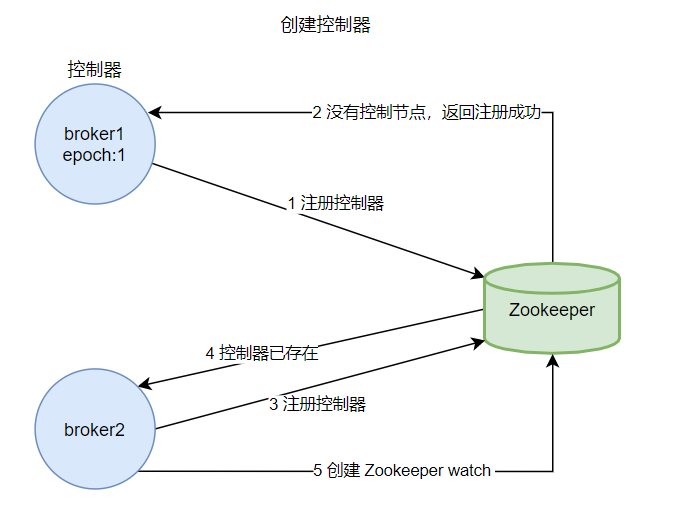 创建控制器
控制器
broker1
epoch:1
2 没有控制节点，返回注册成功
1 注册控制器
Zookeeper
4 控制器已存在
3 注册控制器
broker2
5 创建 Zookeeper watch